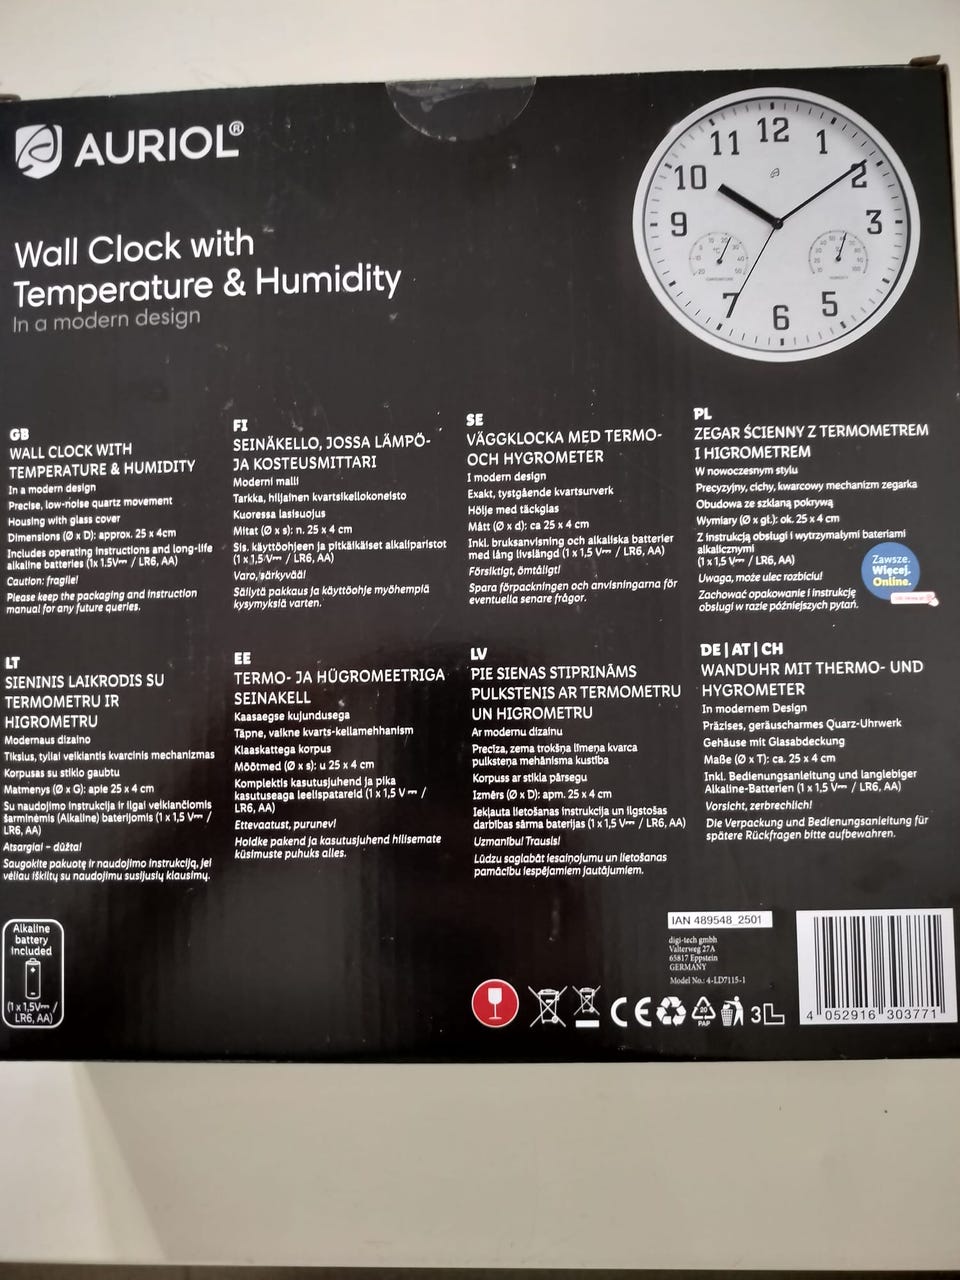 AURIOL®
Wall Clock with
Temperature & Humidity
In a modern design
12
11
1
10
2
9
3
7
5
6
GB
WALL CLOCK WITH
TEMPERATURE & HUMIDITY
In a modern design
Precise, low-noise quartz movement
Housing with glass cover
Dimensions (Ø x D): approx. 25 x 4 cm
Includes operating instructions and long-life
alkaline batteries (1x 1.5V⎓ / LR6, AA)
Caution: fragile!
Please keep the packaging and instruction
manual for any future queries.
FI
SEINÄKELLO, JOSSA LÄMPÖ-
JA KOSTEUSMITTARI
Moderni malli
Tarkka, hiljainen kvartsikellokoneisto
Kuoressa lasisuojus
Mitat (Ø x s): n. 25 x 4 cm
Sis. käyttöohjeen ja pitkäikäiset alkaliparistot
(1 x 1,5 V⎓ / LR6, AA)
Varo, särkyvää!
Säilytä pakkaus ja käyttöohje myöhempiä
kysymyksiä varten.
SE
VÄGGKLOCKA MED TERMO-
OCH HYGROMETER
I modern design
Exakt, tystgående kvartsurverk
Hölje med täckglas
Mått (Ø x d): ca 25 x 4 cm
Inkl. bruksanvisning och alkaliska batterier
med lång livslängd (1 x 1,5 V⎓ / LR6, AA)
Försiktigt, ömtåligt!
Spara förpackningen och anvisningarna för
eventuella senare frågor.
PL
ZEGAR ŚCIENNY Z TERMOMETREM
I HIGROMETREM
W nowoczesnym stylu
Precyzyjny, cichy, kwarcowy mechanizm zegarka
Obudowa ze szklaną pokrywą
Wymiary (Ø x gł.): ok. 25 x 4 cm
Z instrukcją obsługi i wytrzymałymi bateriami
alkalicznymi
(1 x 1,5 V⎓ / LR6, AA)
Uwaga, może ulec rozbiciu!
Zachować opakowanie i instrukcję
obsługi w razie późniejszych pytań.
Zawsze.
Więcej.
Online.
LT
SIENINIS LAIKRODIS SU
TERMOMETRU IR
HIGROMETRU
Modernaus dizaino
Tikslus, tyliai veikiantis kvarcinis mechanizmas
Korpusas su stiklo gaubtu
Matmenys (Ø x G): apie 25 x 4 cm
Su naudojimo instrukcija ir ilgai veikiančiomis
šarminėmis (Alkaline) baterijomis (1 x 1,5 V⎓ /
LR6, AA)
Atsargiai – dūžta!
Saugokite pakuotę ir naudojimo instrukciją, jei
vėliau iškiltų su naudojimu susijusių klausimų.
EE
TERMO- JA HÜGROMEETRIGA
SEINAKELL
Kaasaegse kujundusega
Täpne, vaikne kvarts-kellamehhanism
Klaaskattega korpus
Mõõtmed (Ø x s): u 25 x 4 cm
Komplektis kasutusjuhend ja pika
kasutuseaga leelispatareid (1 x 1,5 V⎓ /
LR6, AA)
Ettevaatust, purunev!
Hoidke pakend ja kasutusjuhend hilisemate
küsimuste puhuks alles.
LV
PIE SIENAS STIPRINĀMS
PULKSTENIS AR TERMOMETRU
UN HIGROMETRU
Ar modernu dizainu
Precīza, zema trokšņa līmeņa kvarca
pulksteņa mehānisma kustība
Korpuss ar stikla pārsegu
Izmērs (Ø x D): apm. 25 x 4 cm
Iekļauta lietošanas instrukcija un ilgstošas
darbības sārma baterijas (1 x 1,5 V⎓ / LR6, AA)
Uzmanību! Trausls!
Lūdzu saglabāt iesaiņojumu un lietošanas
pamācību iespējamiem jautājumiem.
DE | AT | CH
WANDUHR MIT THERMO- UND
HYGROMETER
In modernem Design
Präzises, geräuscharmes Quarz-Uhrwerk
Gehäuse mit Glasabdeckung
Maße (Ø x T): ca. 25 x 4 cm
Inkl. Bedienungsanleitung und langlebiger
Alkaline-Batterien (1 x 1,5 V⎓ / LR6, AA)
Vorsicht, zerbrechlich!
Die Verpackung und Bedienungsanleitung für
spätere Rückfragen bitte aufbewahren.
Alkaline
battery
included
(1 x 1,5V⎓ /
LR6, AA)
IAN 489548_2501
digi-tech gmbh
Valterweg 27A
65817 Eppstein
GERMANY
Model No.: 4-LD7115-1
CE
20
PAP
3L
4 052916 303771